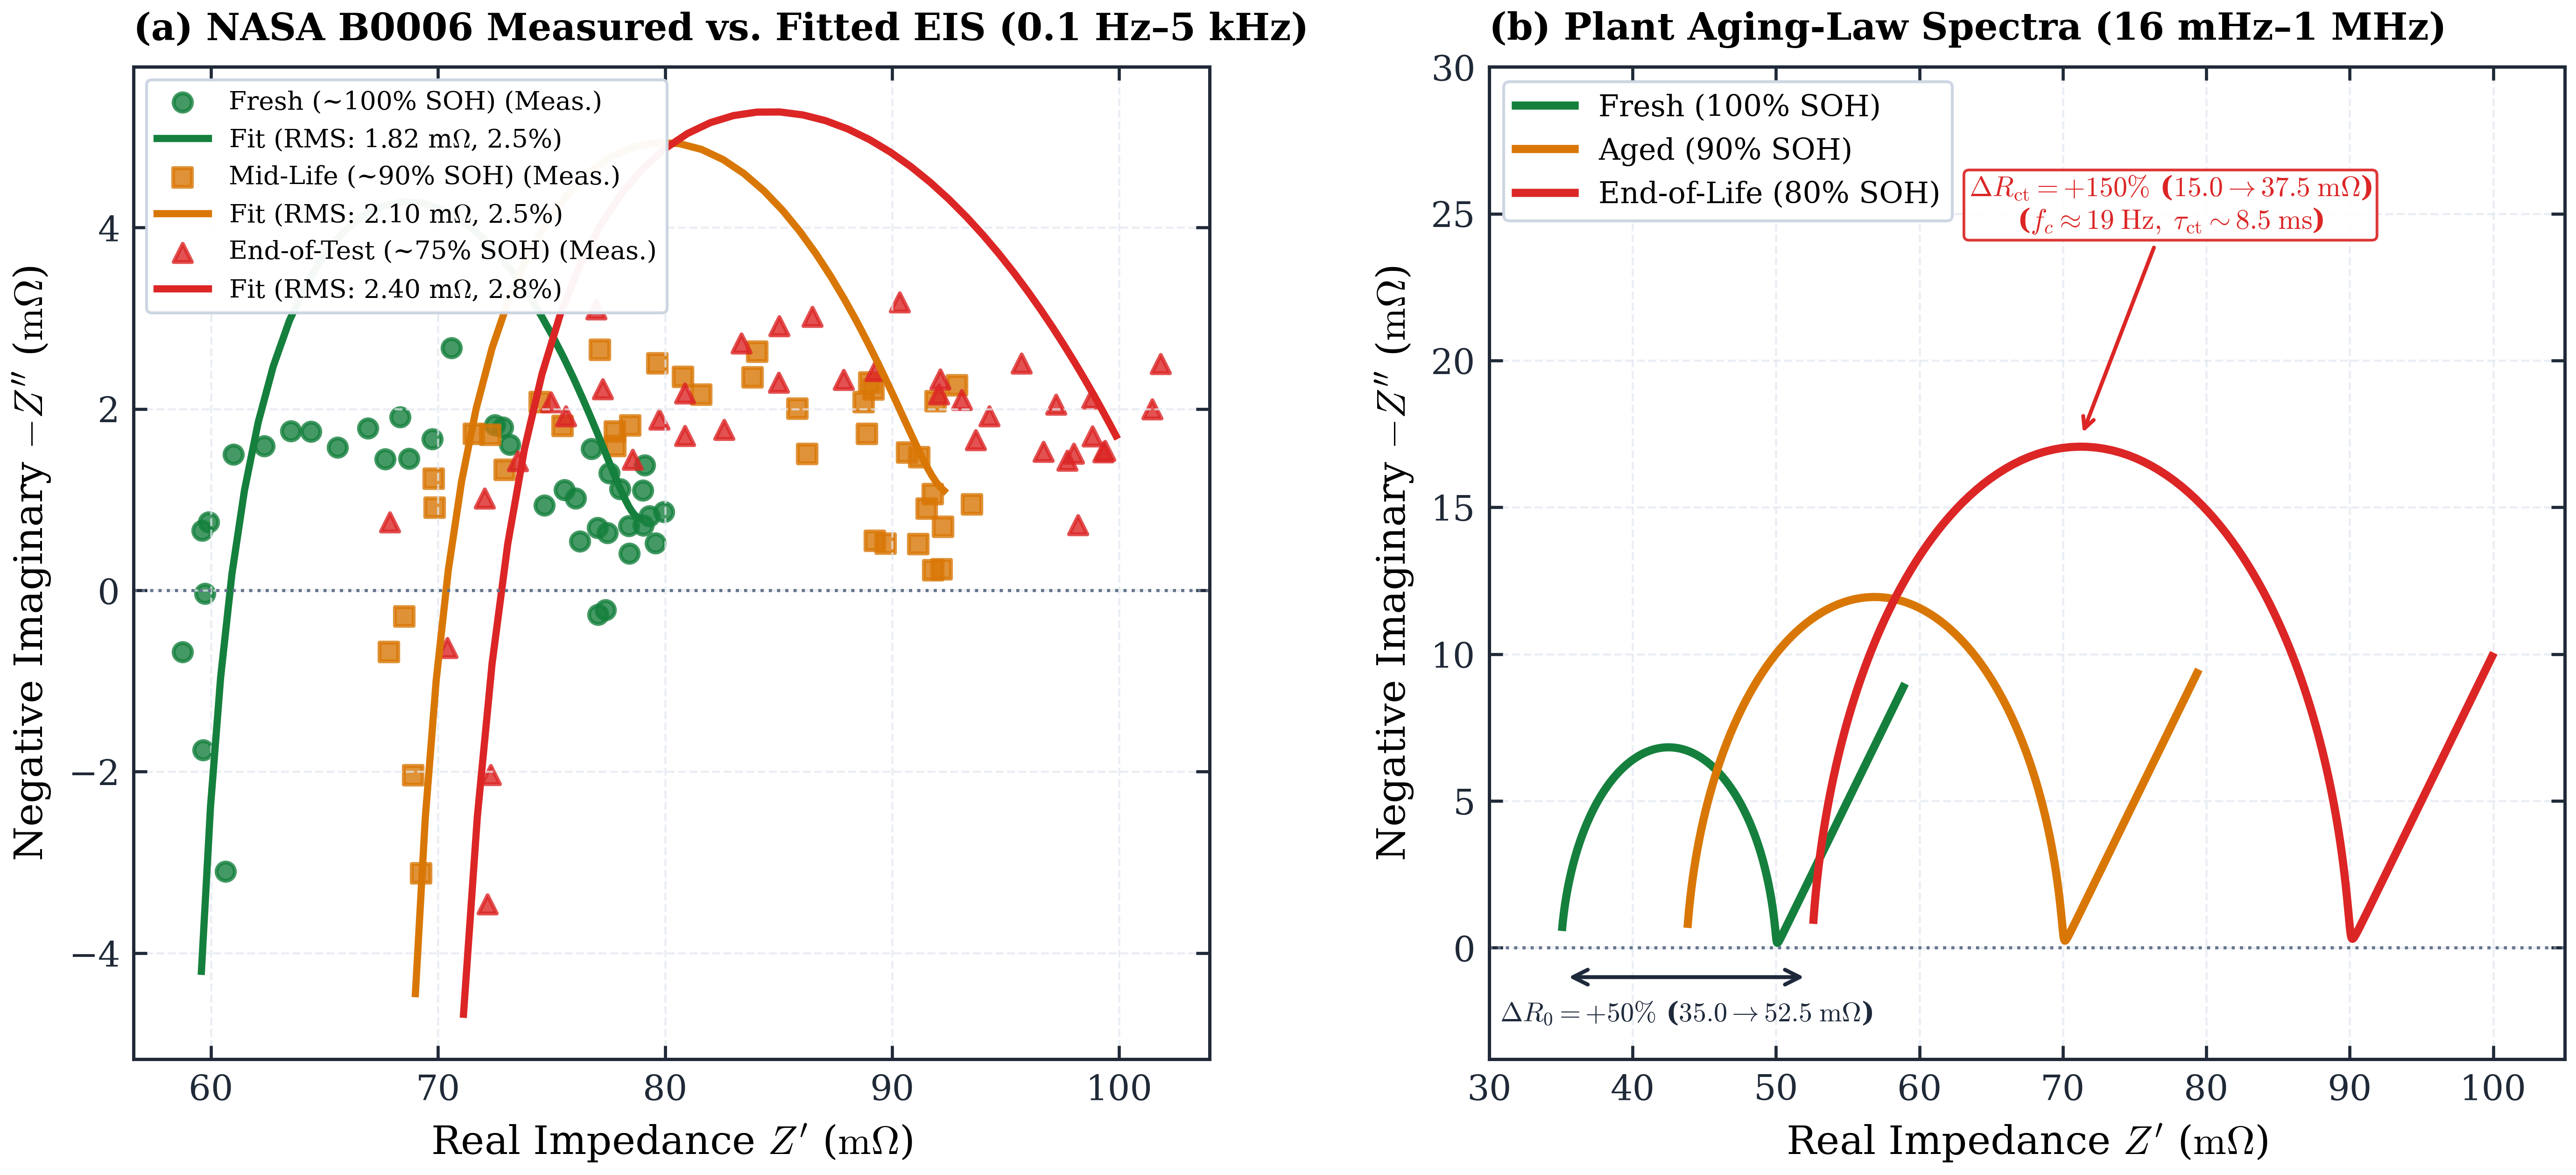 (a) NASA B0006 Measured vs. Fitted EIS (0.1 Hz–5 kHz)
Fresh (~100% SOH) (Meas.)
Fit (RMS: 1.82 mΩ, 2.5%)
Mid-Life (~90% SOH) (Meas.)
Fit (RMS: 2.10 mΩ, 2.5%)
End-of-Test (~75% SOH) (Meas.)
Fit (RMS: 2.40 mΩ, 2.8%)
Negative Imaginary −Z″ (mΩ)
4
2
0
−2
−4
60 70 80 90 100
Real Impedance Z′ (mΩ)
(b) Plant Aging-Law Spectra (16 mHz–1 MHz)
Fresh (100% SOH)
Aged (90% SOH)
End-of-Life (80% SOH)
ΔR_ct = +150% (15.0 → 37.5 mΩ)
(f_c ≈ 19 Hz, τ_ct ∼ 8.5 ms)
Negative Imaginary −Z″ (mΩ)
30
25
20
15
10
5
0
ΔR₀ = +50% (35.0 → 52.5 mΩ)
30 40 50 60 70 80 90 100
Real Impedance Z′ (mΩ)